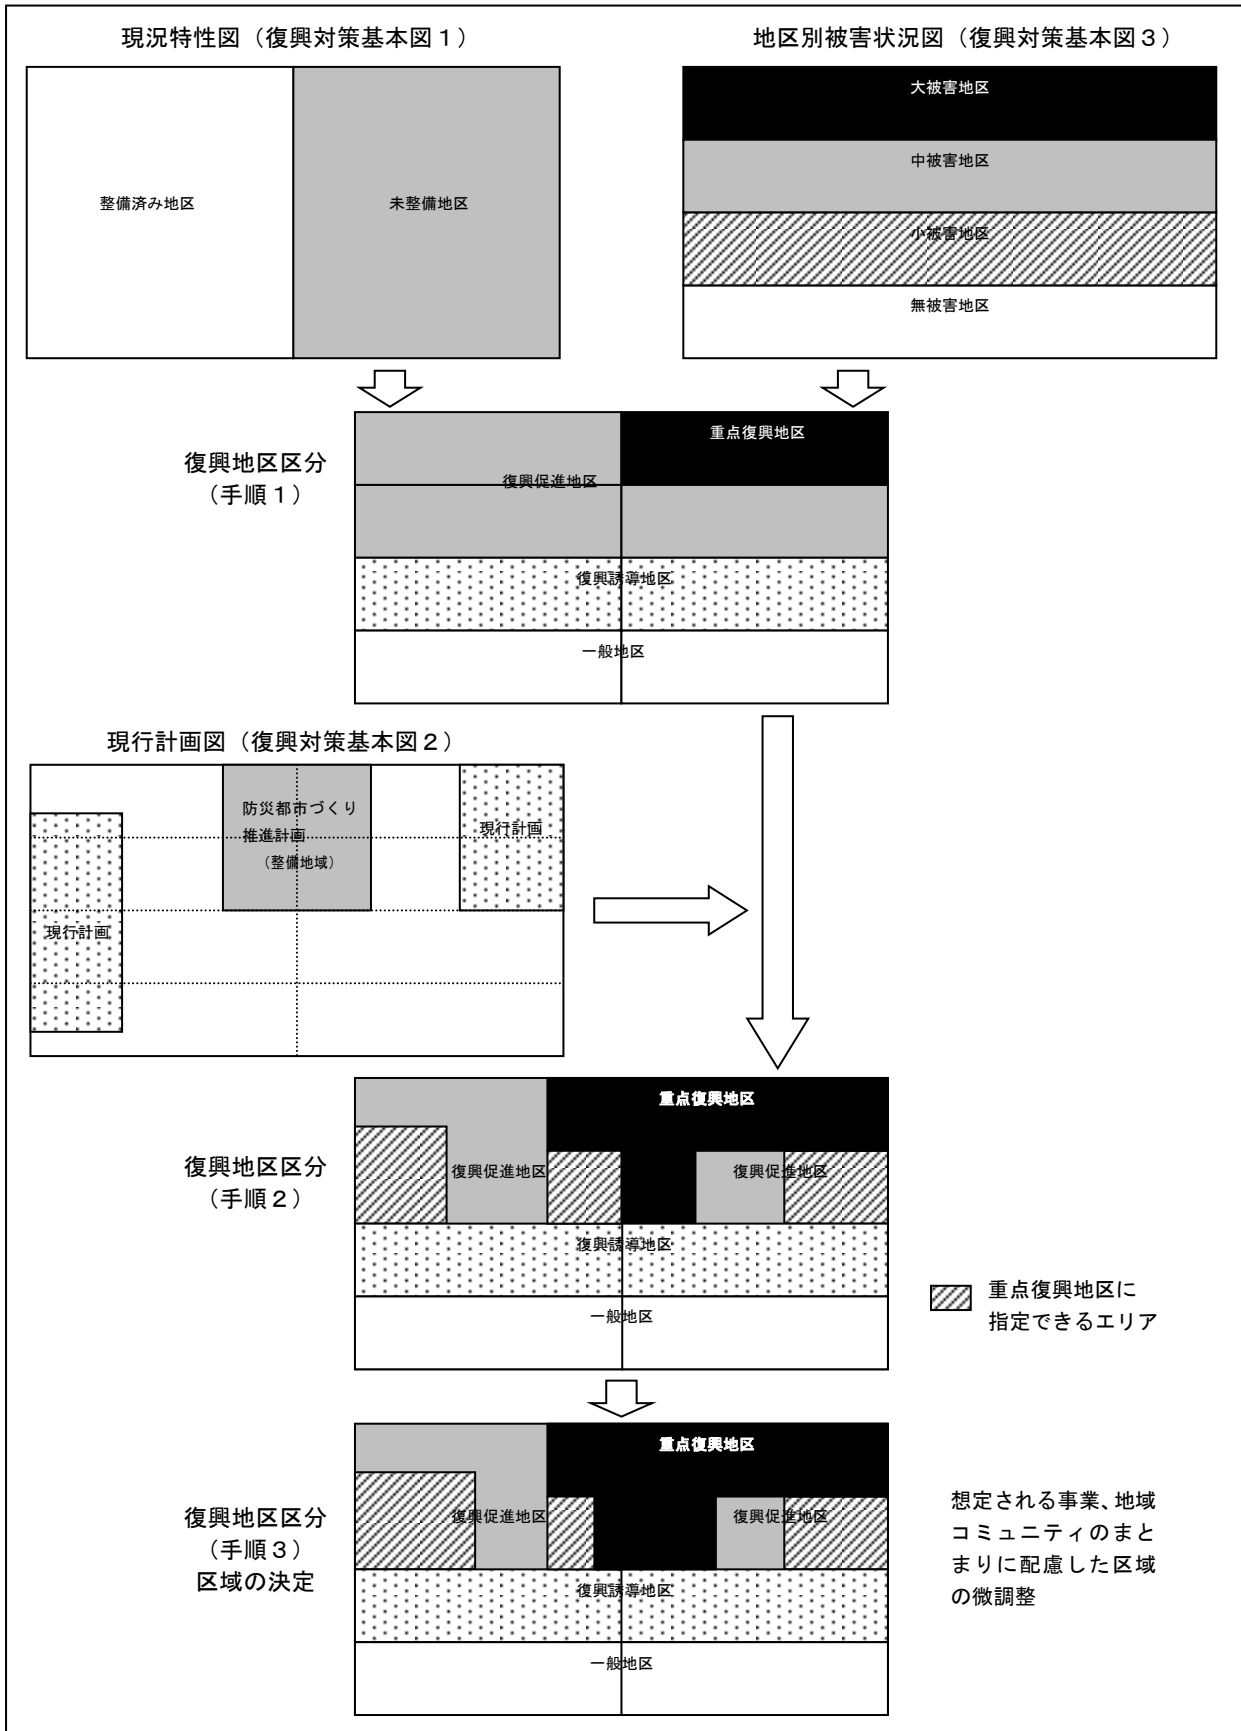 現況特性図（復興対策基本図１）
地区別被害状況図（復興対策基本図３）
整備済み地区
未整備地区
大被害地区
中被害地区
小被害地区
無被害地区
復興地区区分
（手順１）
重点復興地区
復興促進地区
復興誘導地区
一般地区
現行計画図（復興対策基本図２）
防災都市づくり
推進計画
（整備地域）
現行計画
現行計画
復興地区区分
（手順２）
重点復興地区
復興促進地区
復興促進地区
復興誘導地区
一般地区
重点復興地区に
指定できるエリア
復興地区区分
（手順３）
区域の決定
重点復興地区
復興促進地区
復興促進地区
復興誘導地区
一般地区
想定される事業、地域
コミュニティのまと
まりに配慮した区域
の微調整